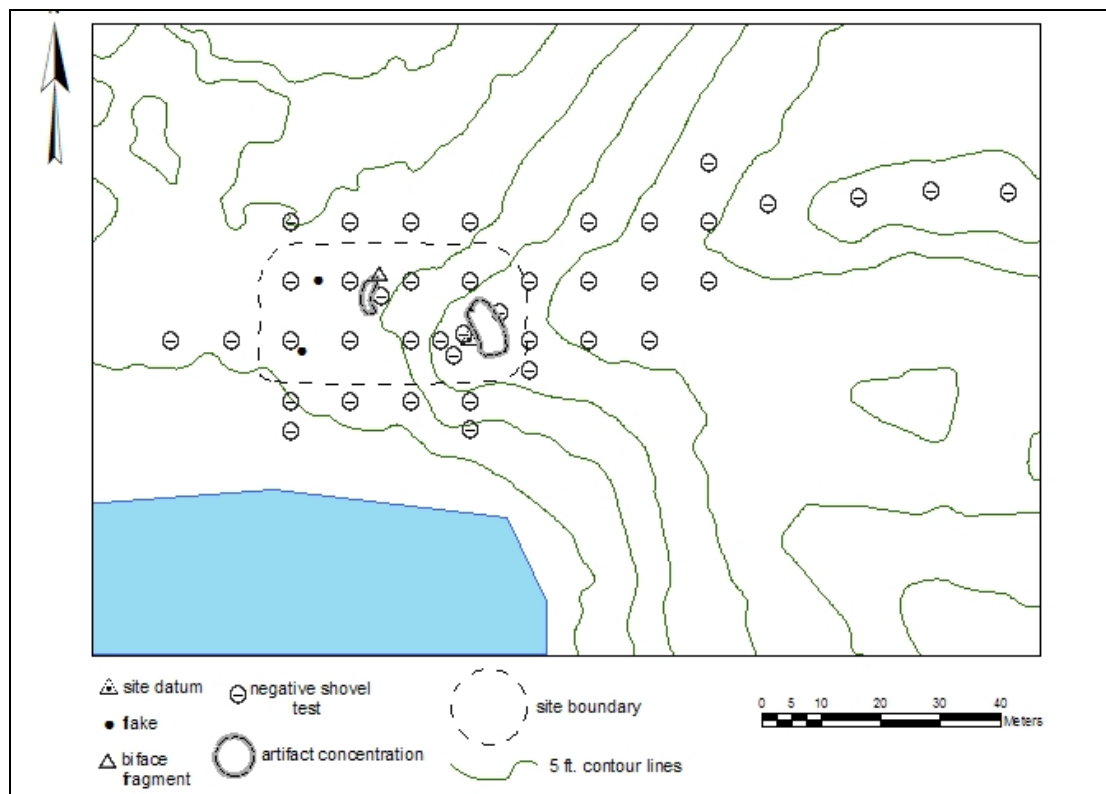 site datum
negative shovel
test
flake
biface
fragment
artifact concentration
site boundary
5 ft. contour lines
0 5 10 20 30 40
Meters